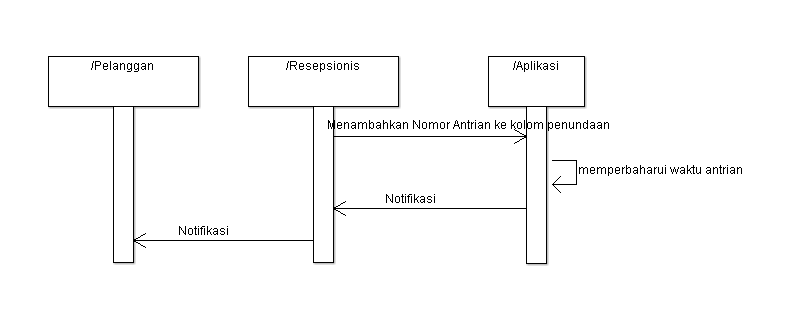 /Pelanggan
/Resepsionis
/Aplikasi
Menambahkan Nomor Antrian ke kolom penundaan
memperbaharui waktu antrian
Notifikasi
Notifikasi